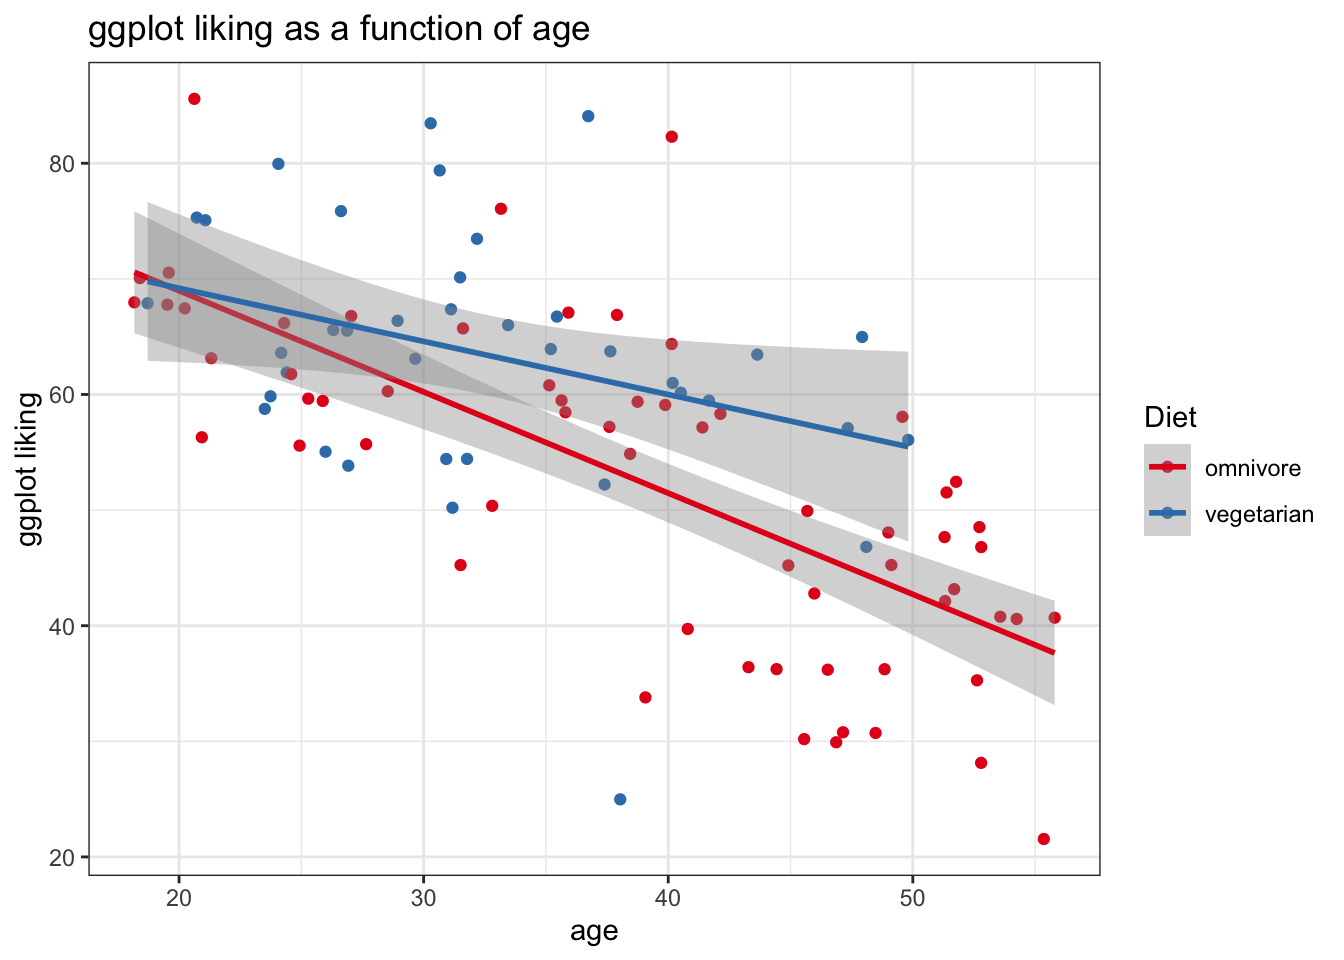 ggplot liking as a function of age
ggplot liking
80
60
40
20
20 30 40 50
age
Diet
omnivore
vegetarian